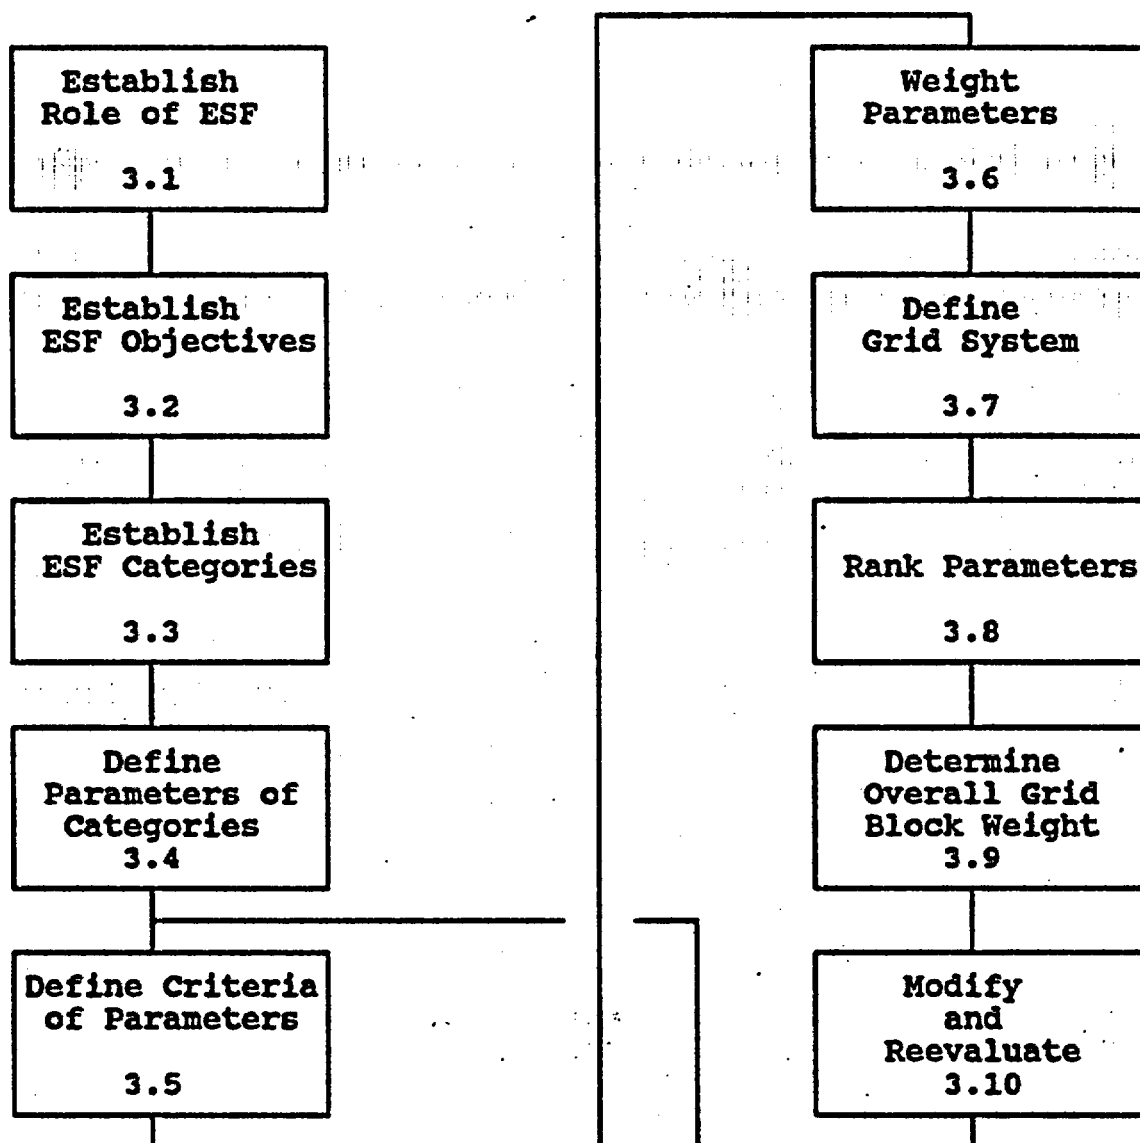 Establish
Role of ESF
3.1
Establish
ESF Objectives
3.2
Establish
ESF Categories
3.3
Define
Parameters of
Categories
3.4
Define Criteria
of Parameters
3.5
Weight
Parameters
3.6
Define
Grid System
3.7
Rank Parameters
3.8
Determine
Overall Grid
Block Weight
3.9
Modify
and
Reevaluate
3.10